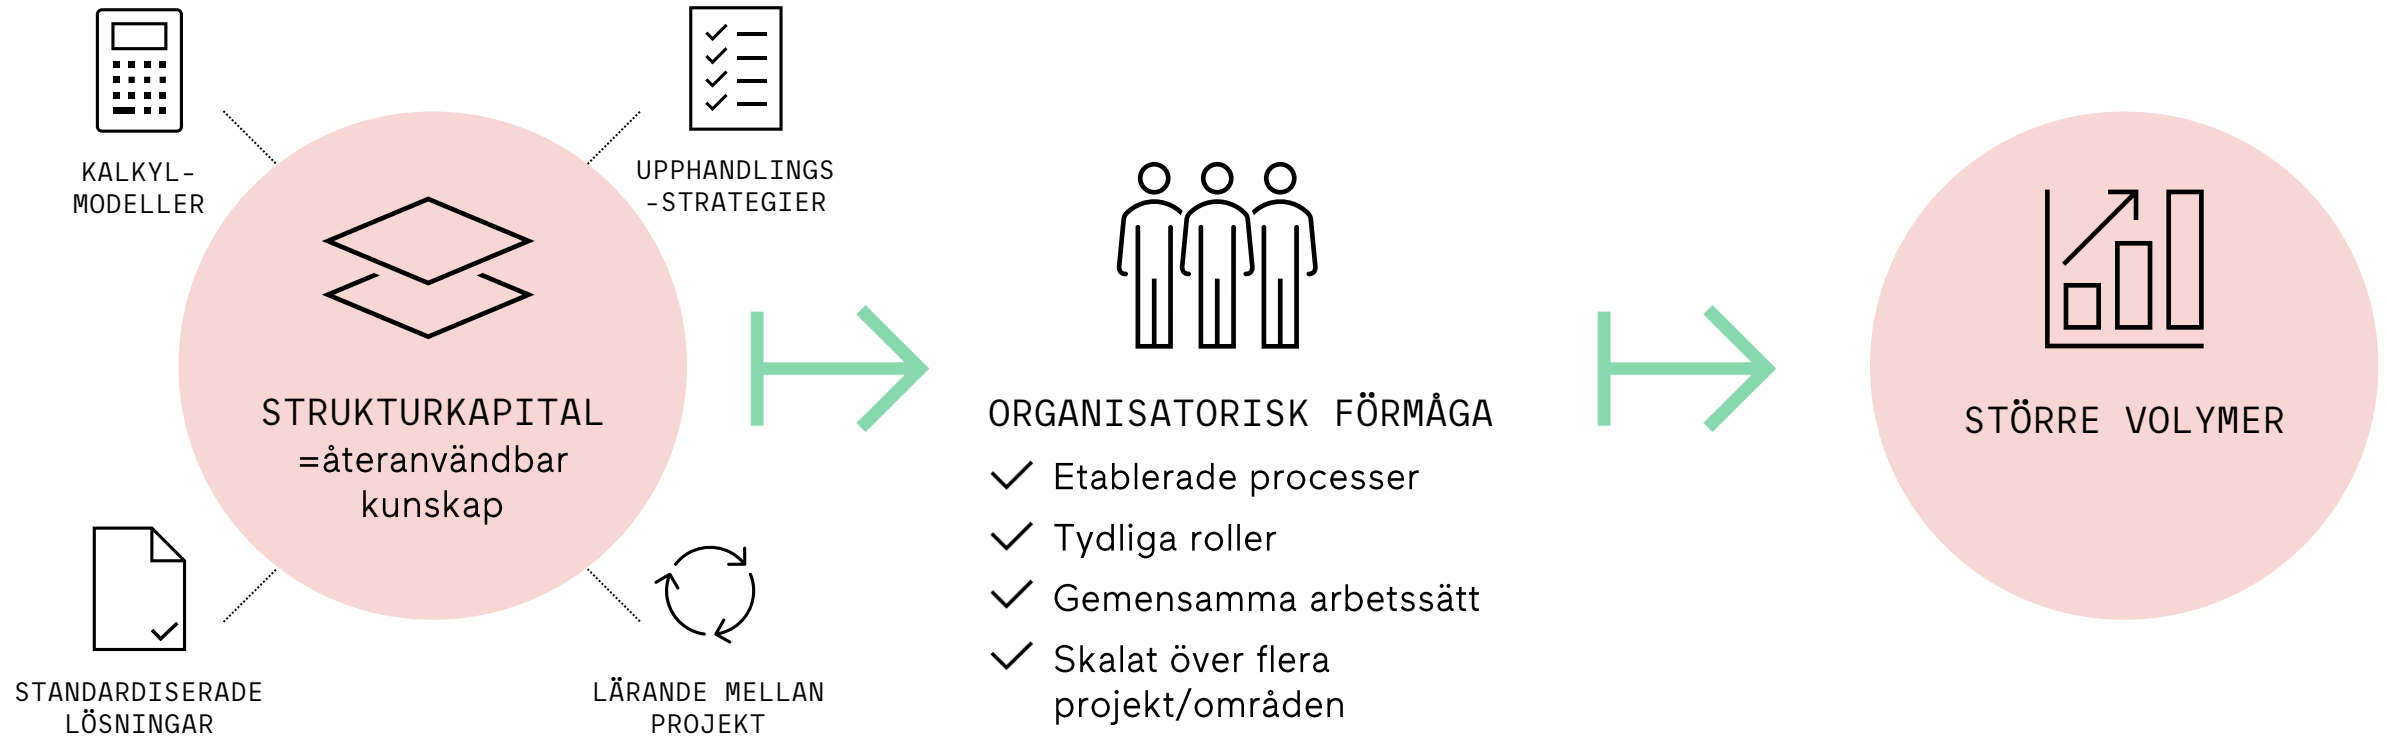 KALKYL-
MODELLER
UPPHANDLINGS
-STRATEGIER
STRUKTURKAPITAL
=återanvändbar
kunskap
STANDARDISERADE
LÖSNINGAR
LÄRANDE MELLAN
PROJEKT
ORGANISATORISK FÖRMÅGA
Etablerade processer
Tydliga roller
Gemensamma arbetssätt
Skalat över flera
projekt/områden
STÖRRE VOLYMER